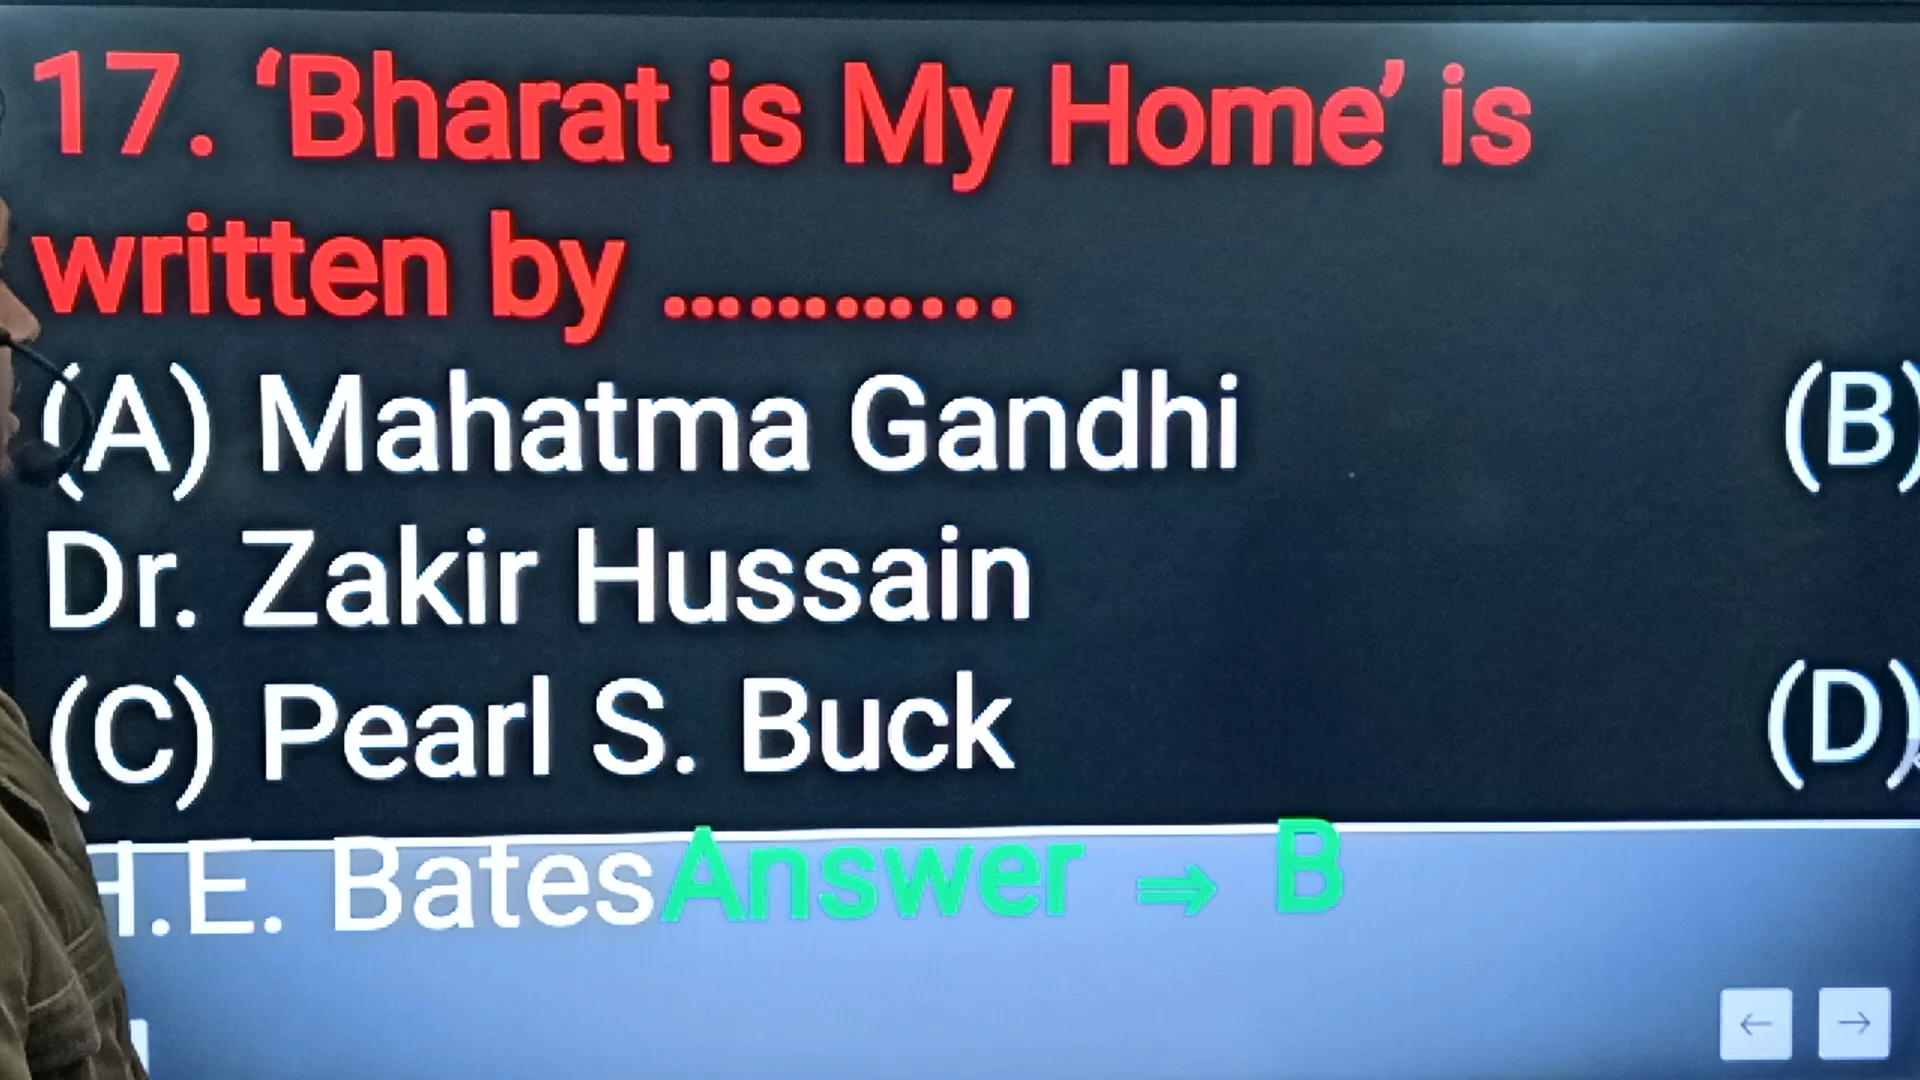 17. ‘Bharat is My Home’ is
written by ............
(A) Mahatma Gandhi (B)
Dr. Zakir Hussain
(C) Pearl S. Buck (D)
H.E. Bates Answer ⇒ B